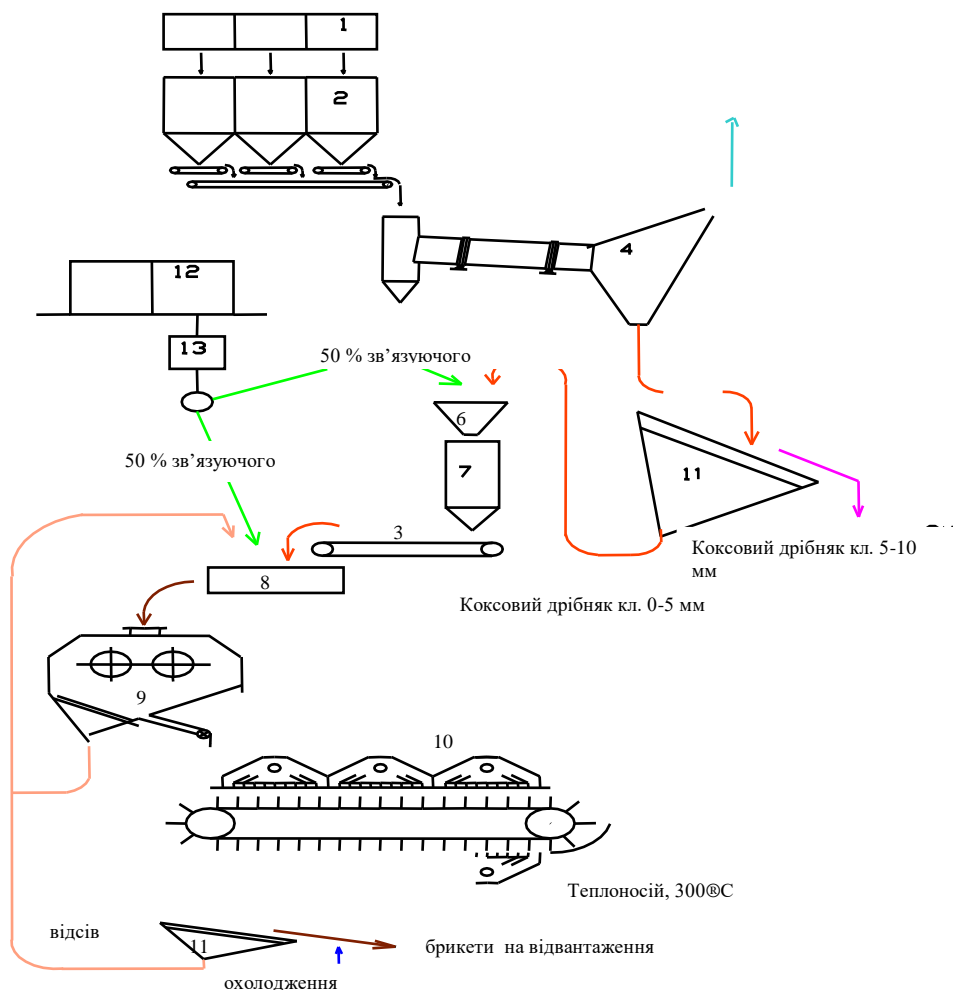 1
2
4
12
13
50 % зв’язуючого
6
11
50 % зв’язуючого
7
3
Коксовий дрібняк кл. 5-10
мм
8
Коксовий дрібняк кл. 0-5 мм
9
10
Теплоносій, 300®С
відсів
11
брикети на відвантаження
охолодження